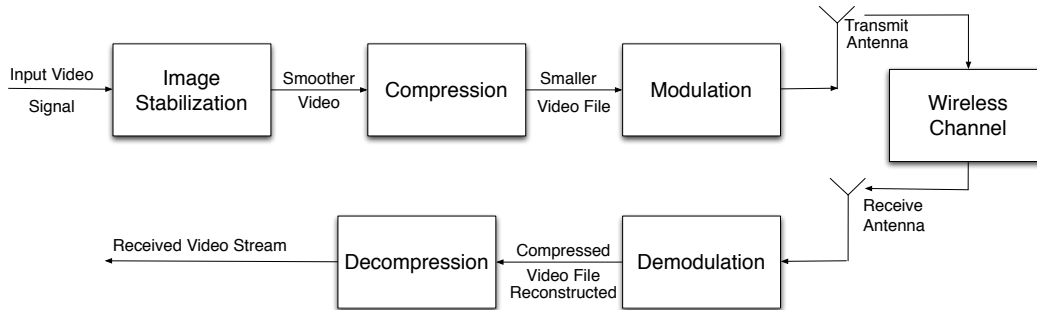 Input Video
Signal
Image
Stabilization
Smoother
Video
Compression
Smaller
Video File
Modulation
Transmit
Antenna
Wireless
Channel
Receive
Antenna
Demodulation
Compressed
Video File
Reconstructed
Decompression
Received Video Stream